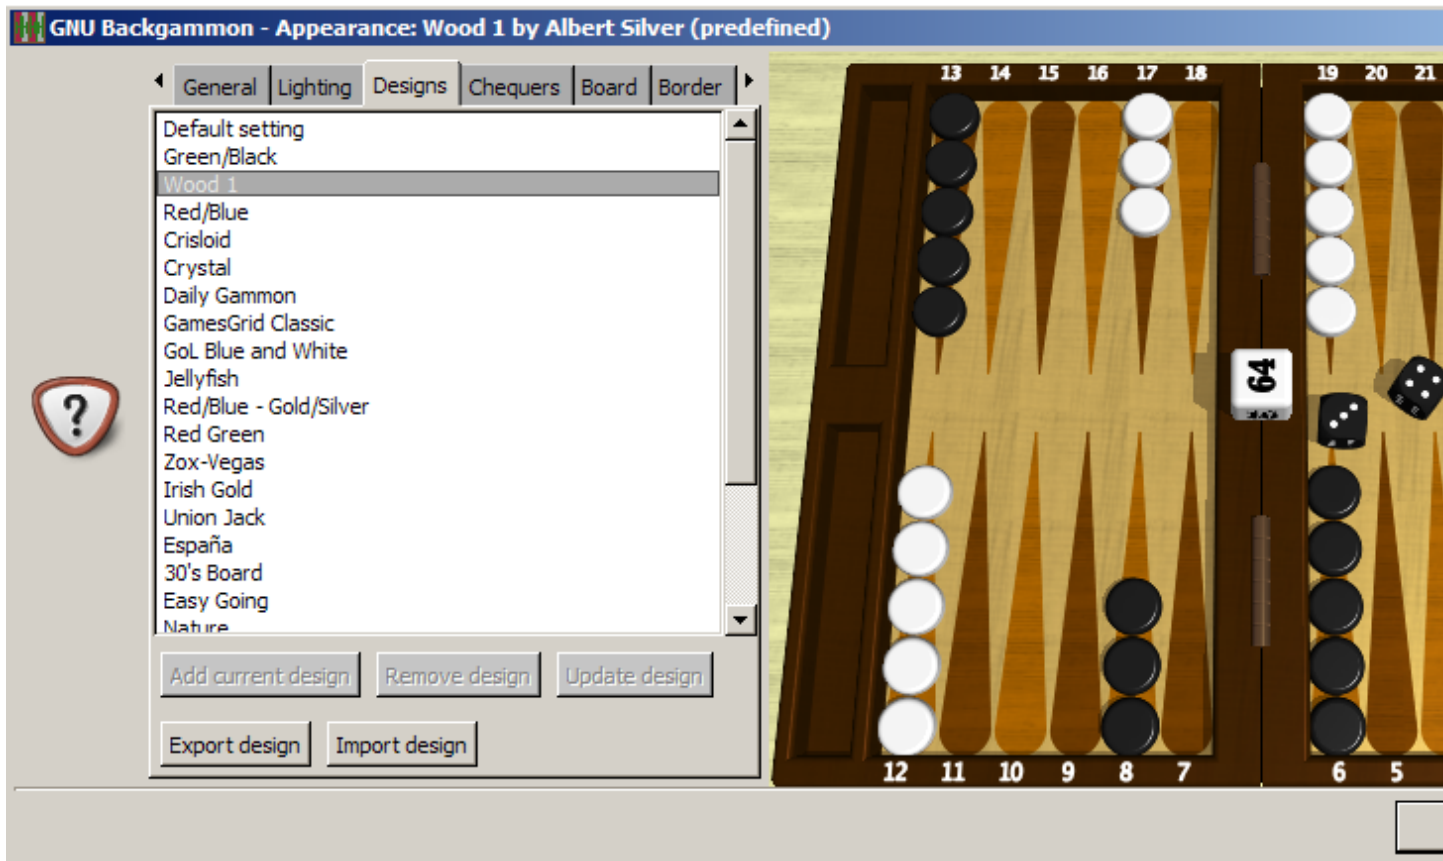 GNU Backgammon - Appearance: Wood 1 by Albert Silver (predefined)
General Lighting Designs Chequers Board Border
Default setting
Green/Black
Wood 1
Red/Blue
Crisloid
Crystal
Daily Gammon
GamesGrid Classic
GoL Blue and White
Jellyfish
Red/Blue - Gold/Silver
Red Green
Zox-Vegas
Irish Gold
Union Jack
España
30's Board
Easy Going
Nature
Add current design Remove design Update design
Export design Import design
?
13 14 15 16 17 18 19 20 21
64
12 11 10 9 8 7 6 5